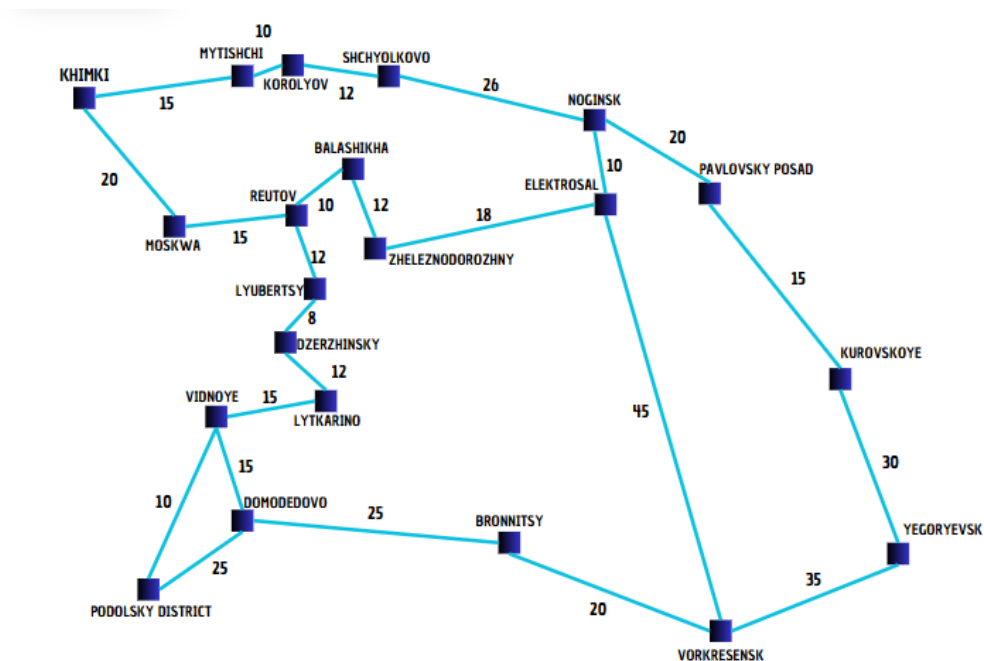 10
MYTISHCHI
SHCHYOLKOVO
KHIMKI
KOROLYOV
15
12
26
NOGINSK
20
BALASHIKHA
10
PAVLOVSKY POSAD
20
ELEKTROSAL
REUTOV
10
12
18
15
MOSKWA
12
ZHELEZNODOROZHNY
15
LYUBERTSY
8
DZERZHINSKY
KUROVSKOYE
12
VIDNOYE
15
45
LYTKARINO
15
30
10
DOMODEDOVO
25
BRONNITSY
YEGORYEVSK
25
35
PODOLSKY DISTRICT
20
VORKRESENSK